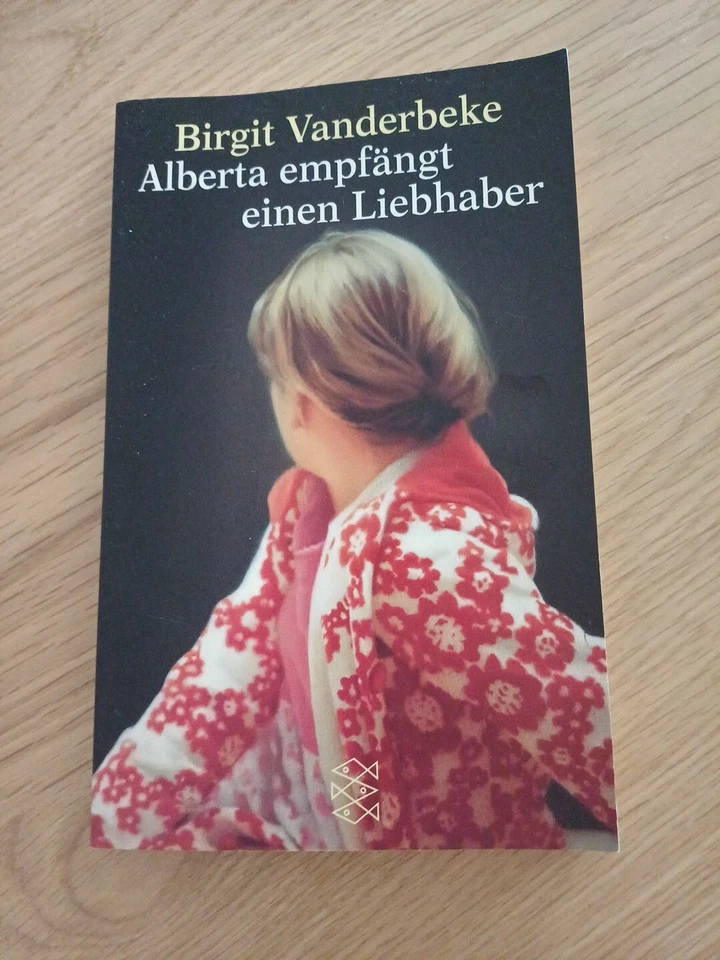 Birgit Vanderbeke
Alberta empfängt
einen Liebhaber